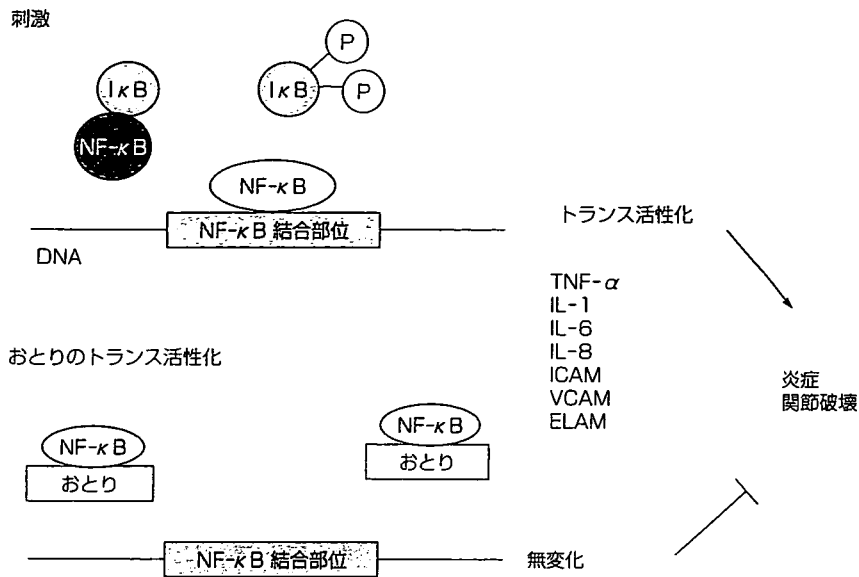 刺激
P
IκB
IκB
P
NF-κB
NF-κB
NF-κB 結合部位
トランス活性化
DNA
TNF-α
IL-1
IL-6
IL-8
ICAM
VCAM
ELAM
おとりのトランス活性化
炎症
関節破壊
NF-κB
おとり
NF-κB
おとり
NF-κB 結合部位
無変化